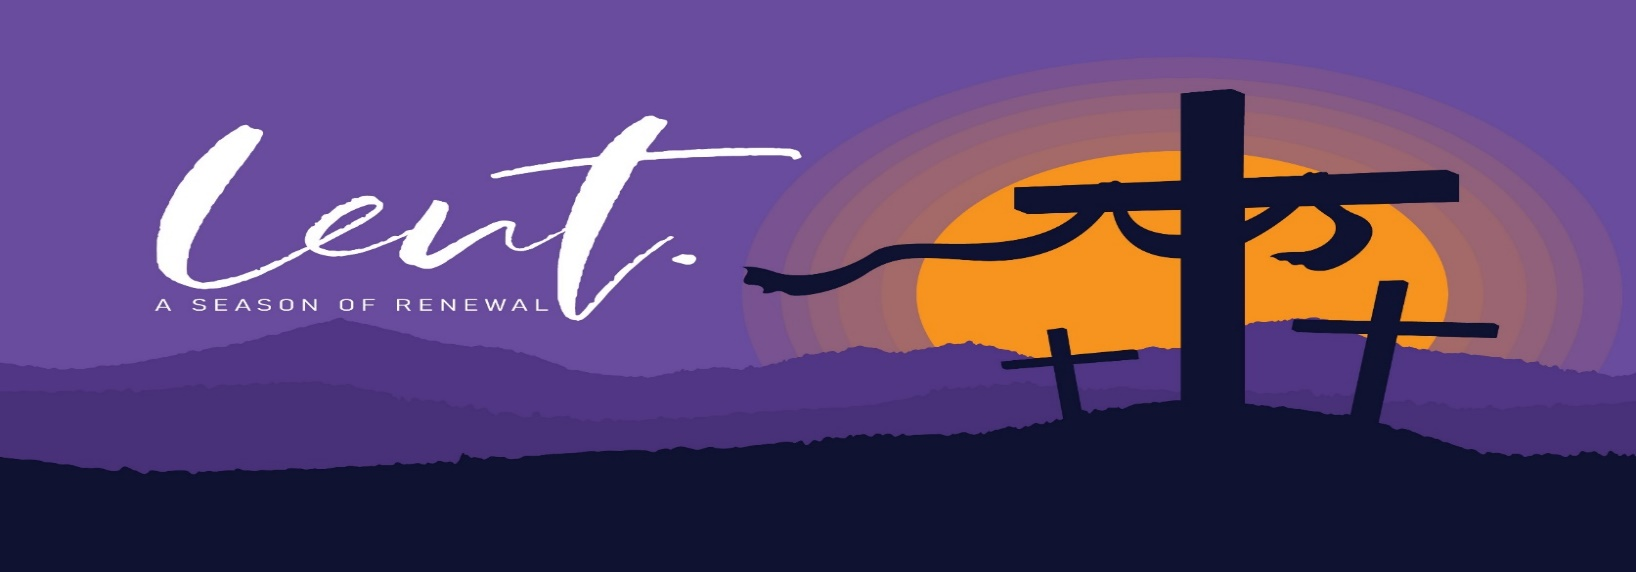 Lent.
A SEASON OF RENEWAL